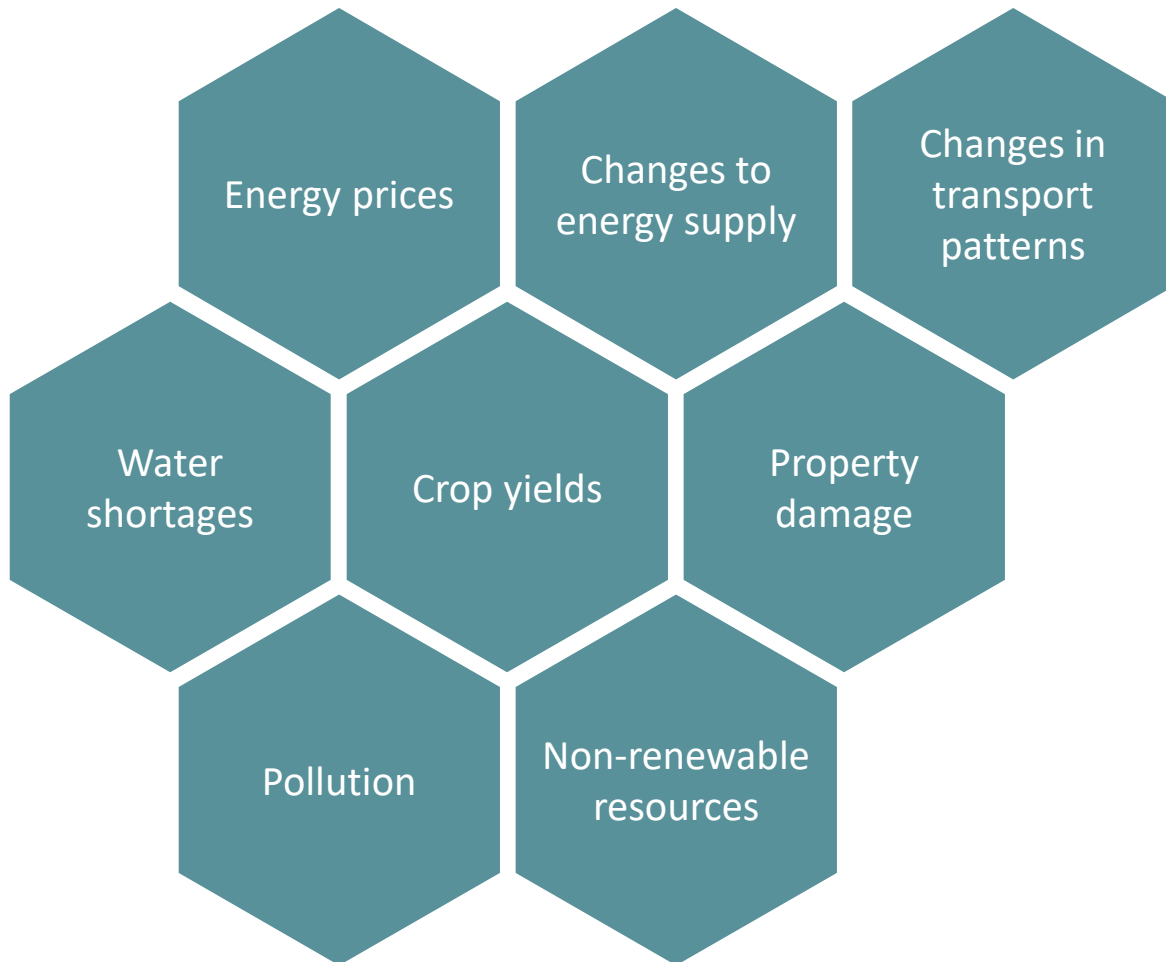 Energy prices
Changes to
energy supply
Changes in
transport
patterns
Water
shortages
Crop yields
Property
damage
Pollution
Non-renewable
resources